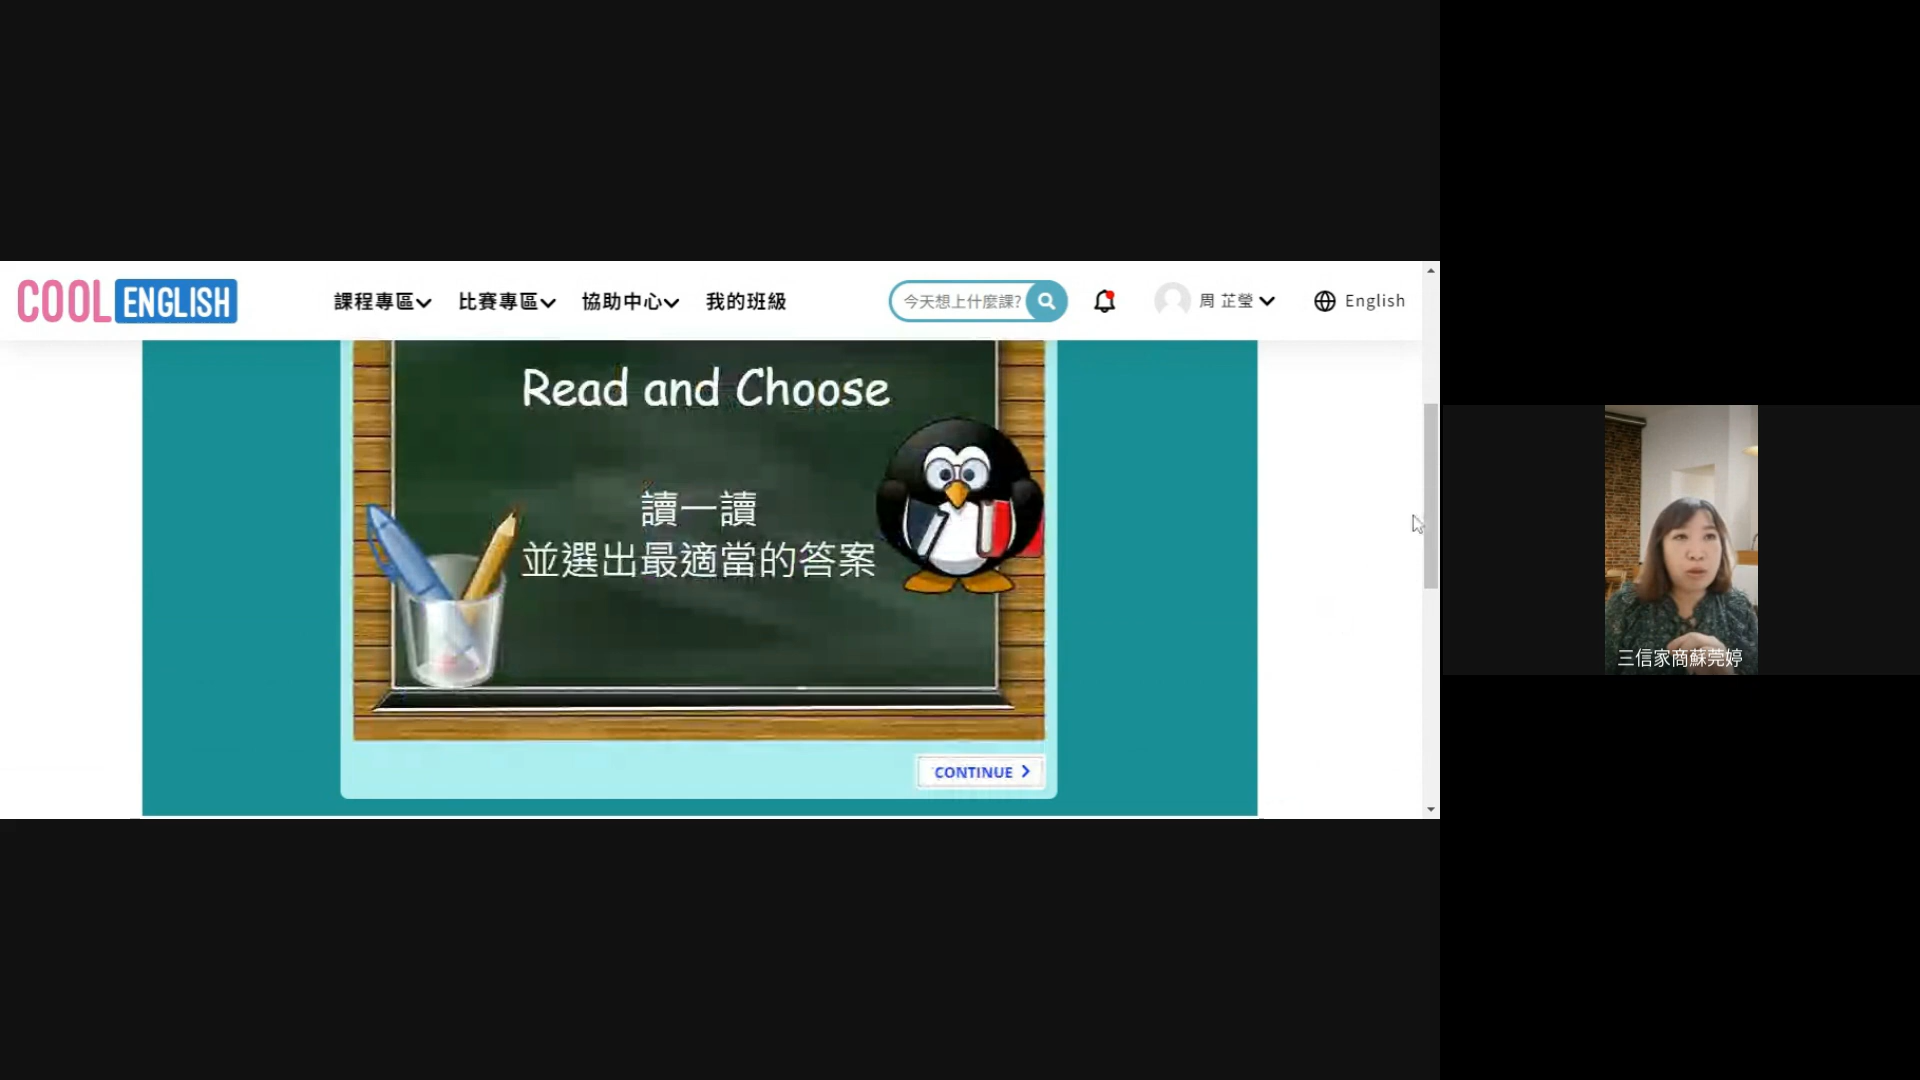 COOL ENGLISH
課程專區
比賽專區
協助中心
我的班級
今天想上什麼課?
周 芷瑩
English
Read and Choose
讀一讀
並選出最適當的答案
CONTINUE
三信家商蘇莞婷